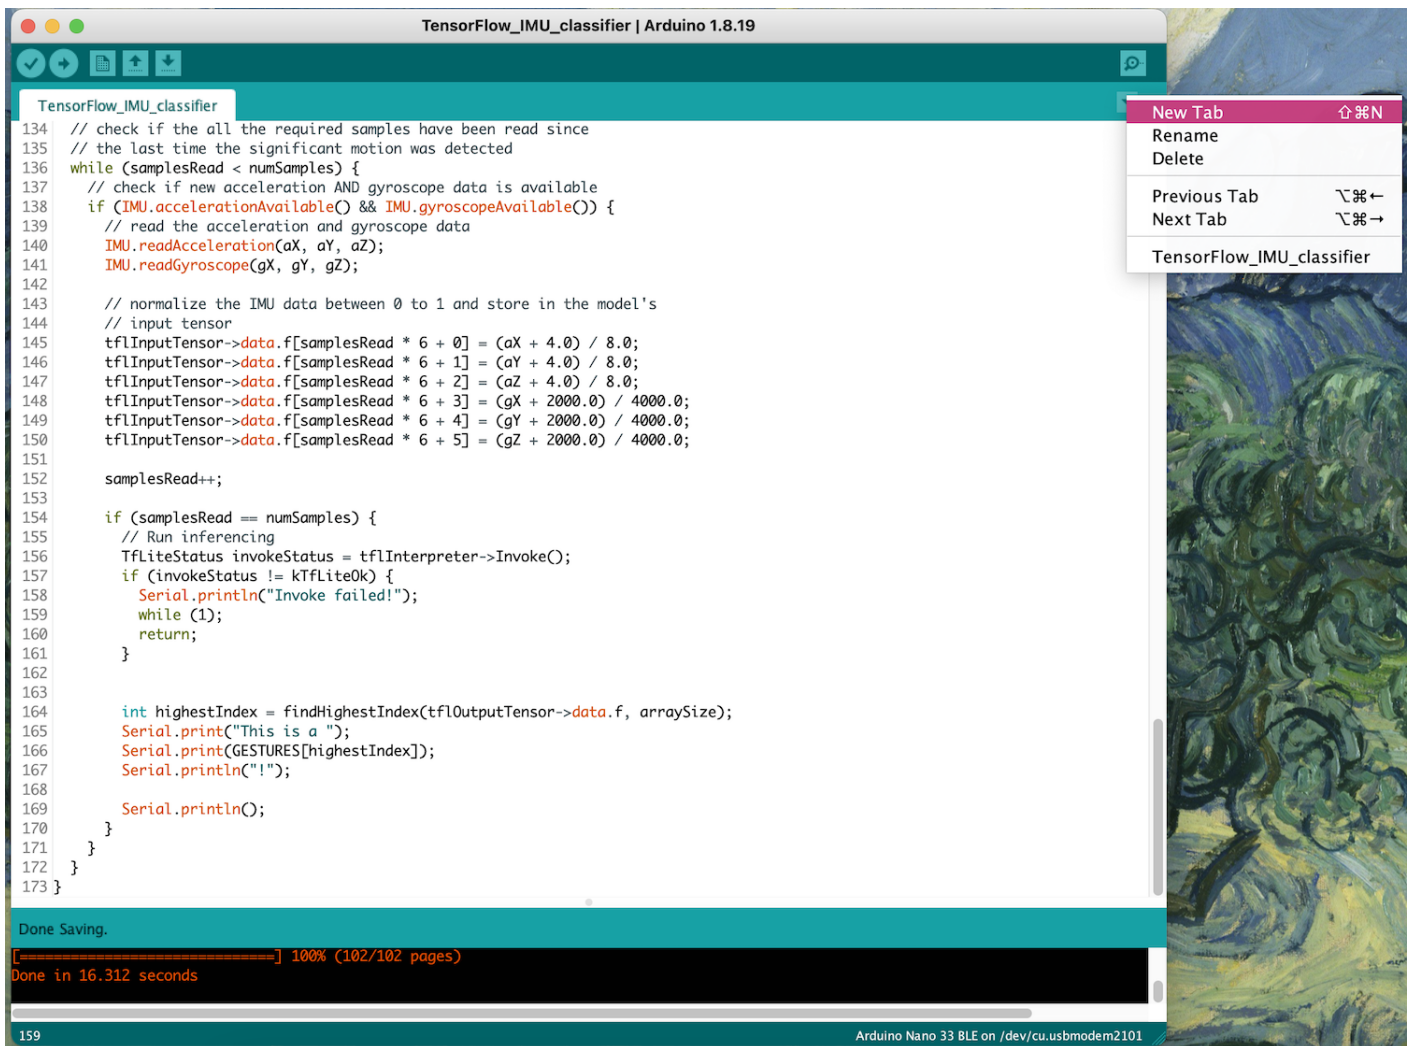 TensorFlow_IMU_classifier | Arduino 1.8.19
TensorFlow_IMU_classifier
134 // check if the all the required samples have been read since
135 // the last time the significant motion was detected
136 while (samplesRead < numSamples) {
137 // check if new acceleration AND gyroscope data is available
138 if (IMU.accelerationAvailable() && IMU.gyroscopeAvailable()) {
139 // read the acceleration and gyroscope data
140 IMU.readAcceleration(aX, aY, aZ);
141 IMU.readGyroscope(gX, gY, gZ);
142
143 // normalize the IMU data between 0 to 1 and store in the model's
144 // input tensor
145 tflInputTensor->data.f[samplesRead * 6 + 0] = (aX + 4.0) / 8.0;
146 tflInputTensor->data.f[samplesRead * 6 + 1] = (aY + 4.0) / 8.0;
147 tflInputTensor->data.f[samplesRead * 6 + 2] = (aZ + 4.0) / 8.0;
148 tflInputTensor->data.f[samplesRead * 6 + 3] = (gX + 2000.0) / 4000.0;
149 tflInputTensor->data.f[samplesRead * 6 + 4] = (gY + 2000.0) / 4000.0;
150 tflInputTensor->data.f[samplesRead * 6 + 5] = (gZ + 2000.0) / 4000.0;
151
152 samplesRead++;
153
154 if (samplesRead == numSamples) {
155 // Run inferencing
156 TfLiteStatus invokeStatus = tflInterpreter->Invoke();
157 if (invokeStatus != kTfLiteOk) {
158 Serial.println("Invoke failed!");
159 while (1);
160 return;
161 }
162
163
164 int highestIndex = findHighestIndex(tflOutputTensor->data.f, arraySize);
165 Serial.print("This is a ");
166 Serial.print(GESTURES[highestIndex]);
167 Serial.println("!");
168
169 Serial.println();
170 }
171 }
172 }
173 }
New Tab ⇧⌘N
Rename
Delete
Previous Tab ⌥⌘←
Next Tab ⌥⌘→
TensorFlow_IMU_classifier
Done Saving.
[==============================] 100% (102/102 pages)
Done in 16.312 seconds
159 Arduino Nano 33 BLE on /dev/cu.usbmodem2101